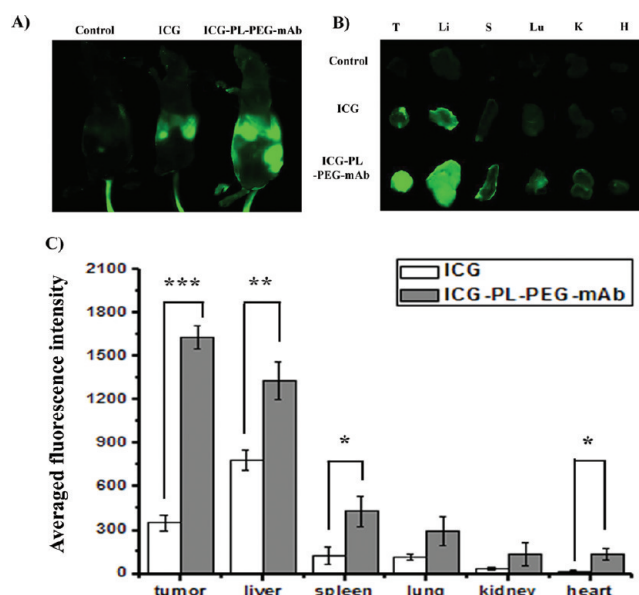 A)
Control ICG ICG-PL-PEG-mAb
B)
T Li S Lu K H
Control
ICG
ICG-PL
-PEG-mAb
C)
Averaged fluorescence intensity
2100
1800
1500
1200
900
600
300
0
ICG
ICG-PL-PEG-mAb
*** ** * *
tumor liver spleen lung kidney heart